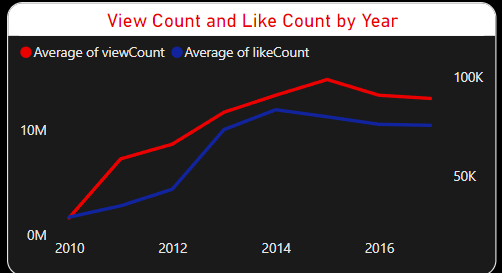 View Count and Like Count by Year
Average of viewCount Average of likeCount
100K
10M
50K
0M
2010 2012 2014 2016